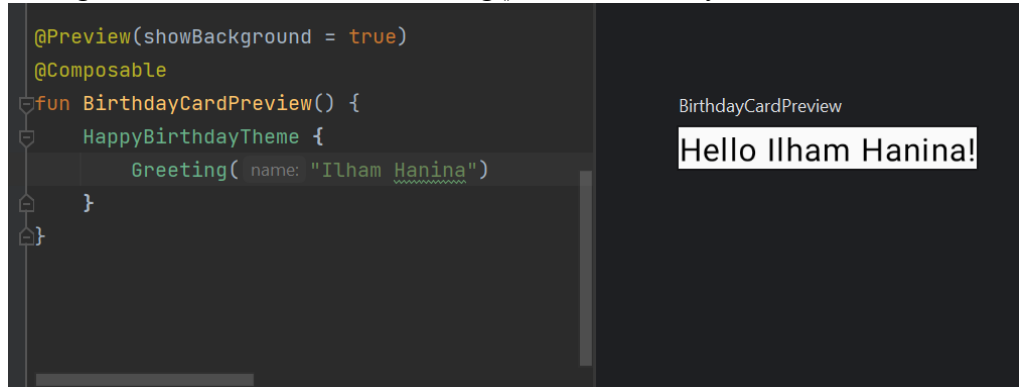 @Preview(showBackground = true)
@Composable
fun BirthdayCardPreview() {
HappyBirthdayTheme {
Greeting( name: "Ilham Hanina")
}
}
BirthdayCardPreview
Hello Ilham Hanina!